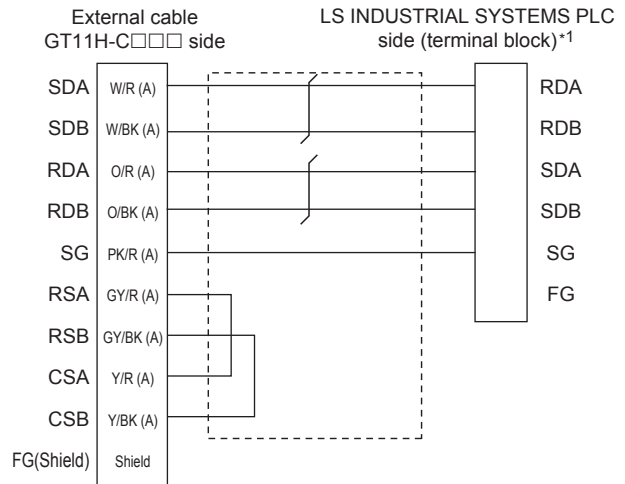 External cable
GT11H-C□□□ side
LS INDUSTRIAL SYSTEMS PLC
side (terminal block)*1
SDA W/R (A) RDA
SDB W/BK (A) RDB
RDA O/R (A) SDA
RDB O/BK (A) SDB
SG PK/R (A) SG
RSA GY/R (A) FG
RSB GY/BK (A)
CSA Y/R (A)
CSB Y/BK (A)
FG(Shield) Shield